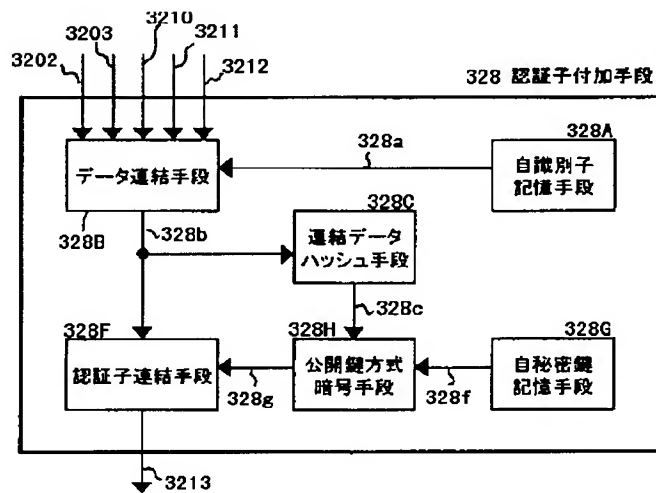 3210
3203
3211
3202
3212
328 認証子付加手段
328A
328a
自識別子
記憶手段
データ連結手段
328B
328b
328C
連結データ
ハッシュ手段
328c
328F
328H
328G
認証子連結手段
公開鍵方式
暗号手段
自秘密鍵
記憶手段
328g
328f
3213